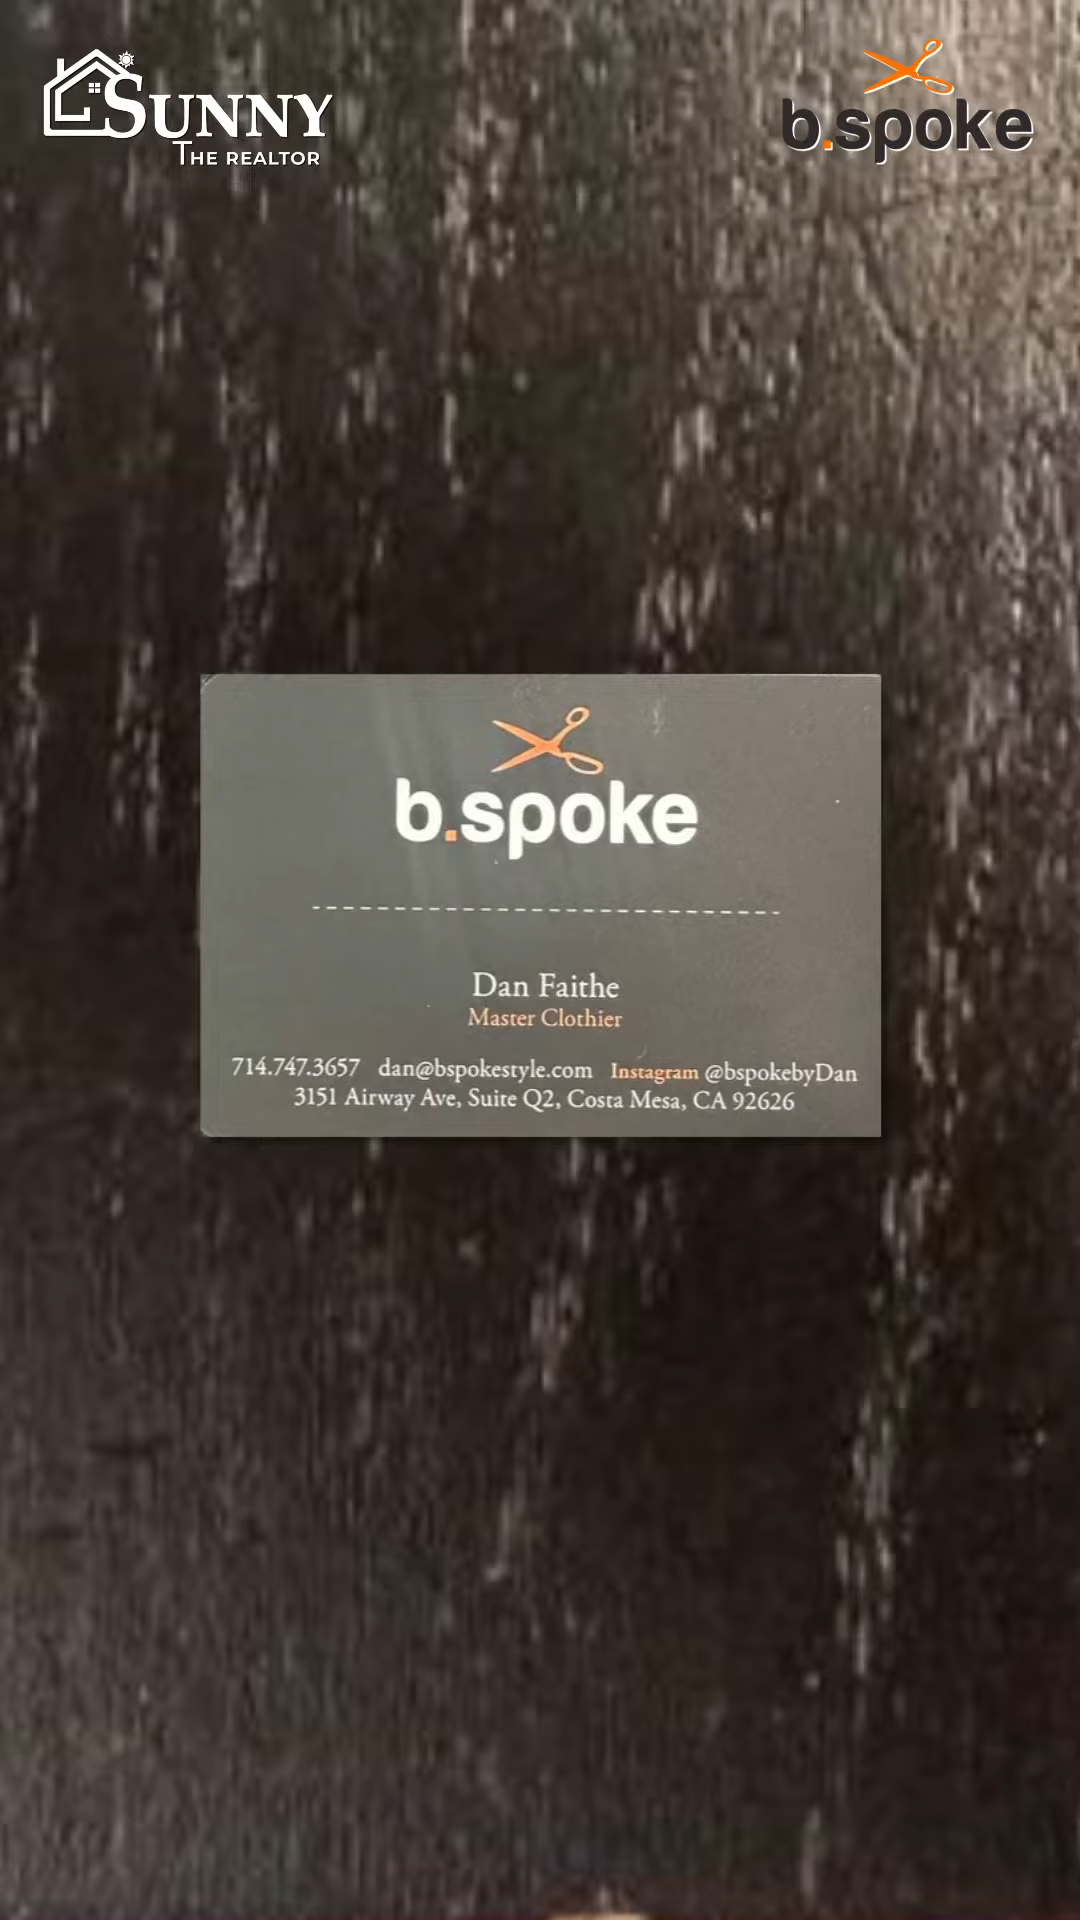 SUNNY
THE REALTOR
b.spoke
b.spoke
Dan Faithe
Master Clothier
714.747.3657 dan@bspokestyle.com Instagram @bspokebyDan
3151 Airway Ave, Suite Q2, Costa Mesa, CA 92626